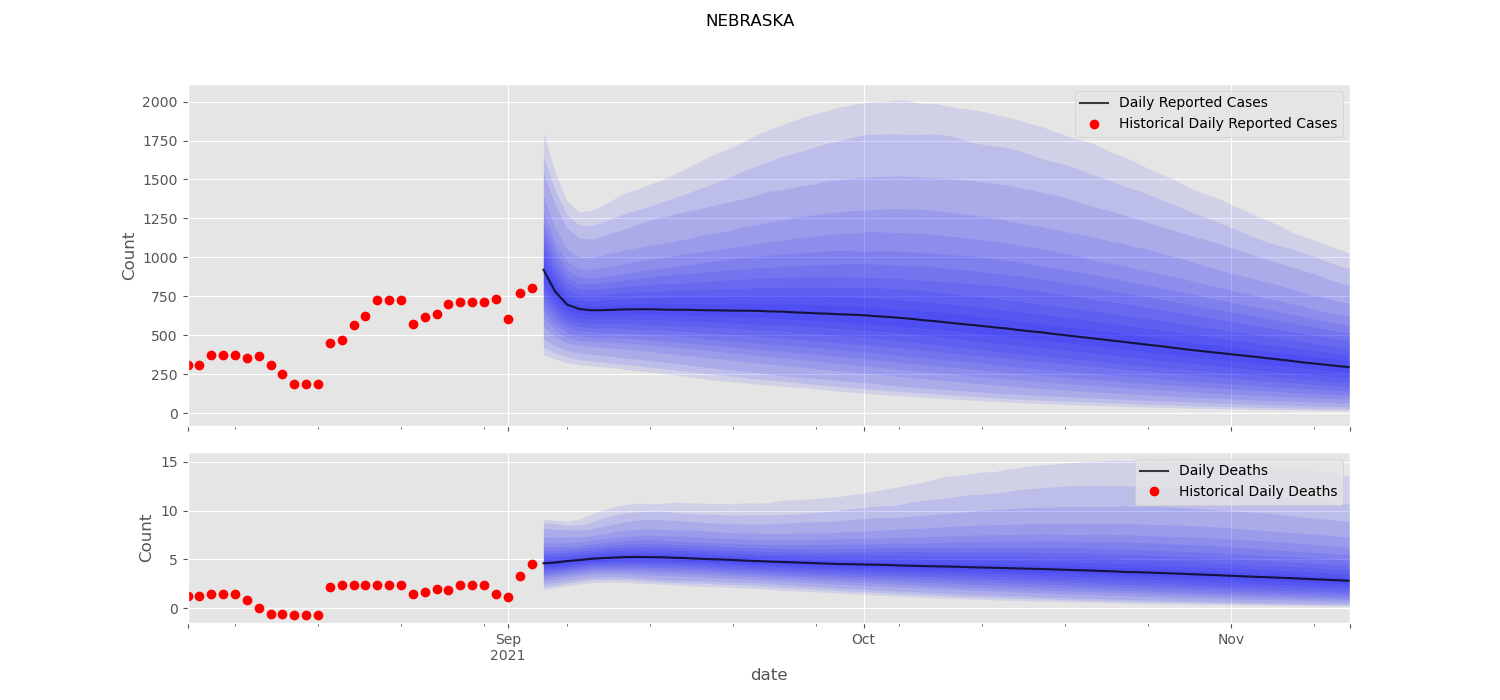 NEBRASKA
2000
1750
1500
1250
1000
750
500
250
0
Count
Daily Reported Cases
Historical Daily Reported Cases
15
10
5
0
Count
Daily Deaths
Historical Daily Deaths
Sep
2021
Oct
Nov
date